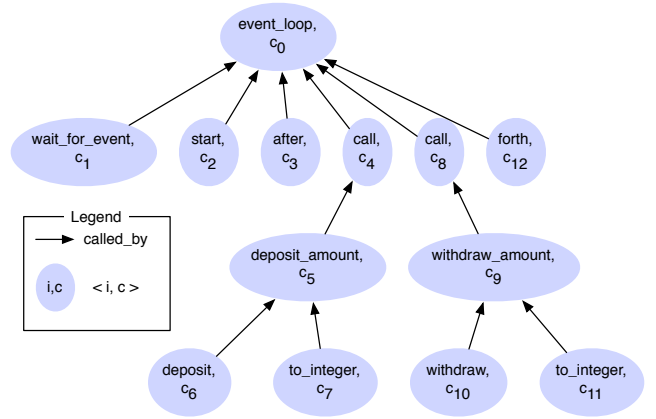 event_loop,
c0
wait_for_event,
c1
start,
c2
after,
c3
call,
c4
call,
c8
forth,
c12
Legend
called_by
i,c
< i, c >
deposit_amount,
c5
withdraw_amount,
c9
deposit,
c6
to_integer,
c7
withdraw,
c10
to_integer,
c11